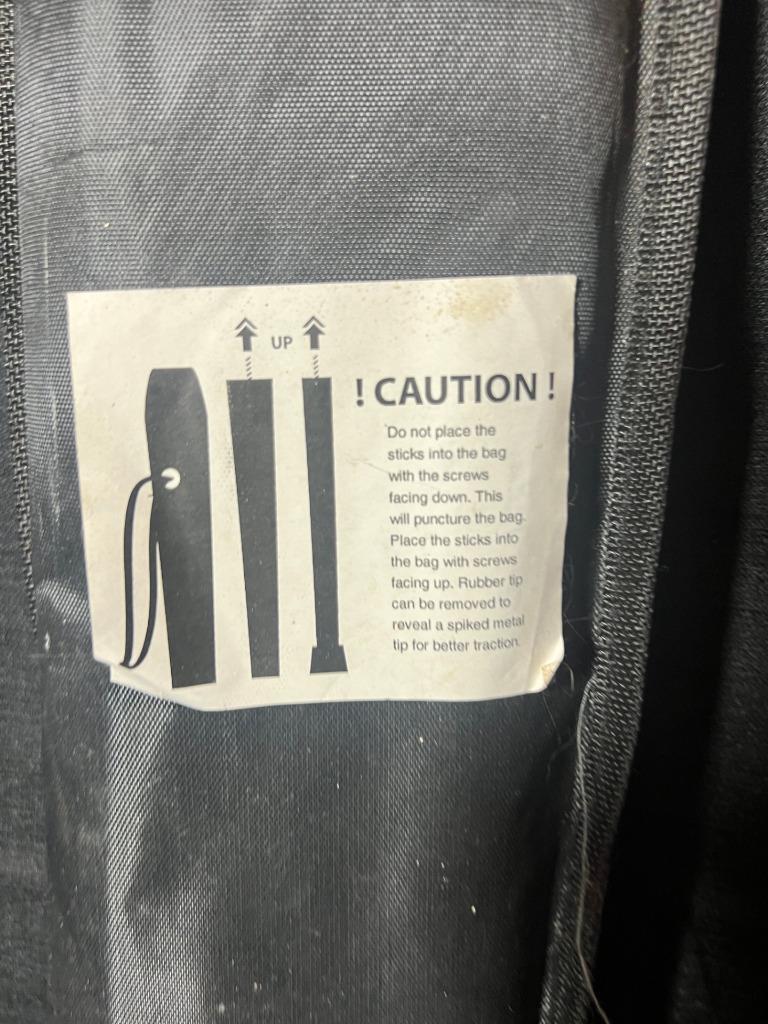 UP
! CAUTION !
Do not place the
sticks into the bag
with the screws
facing down. This
will puncture the bag.
Place the sticks into
the bag with screws
facing up. Rubber tip
can be removed to
reveal a spiked metal
tip for better traction.